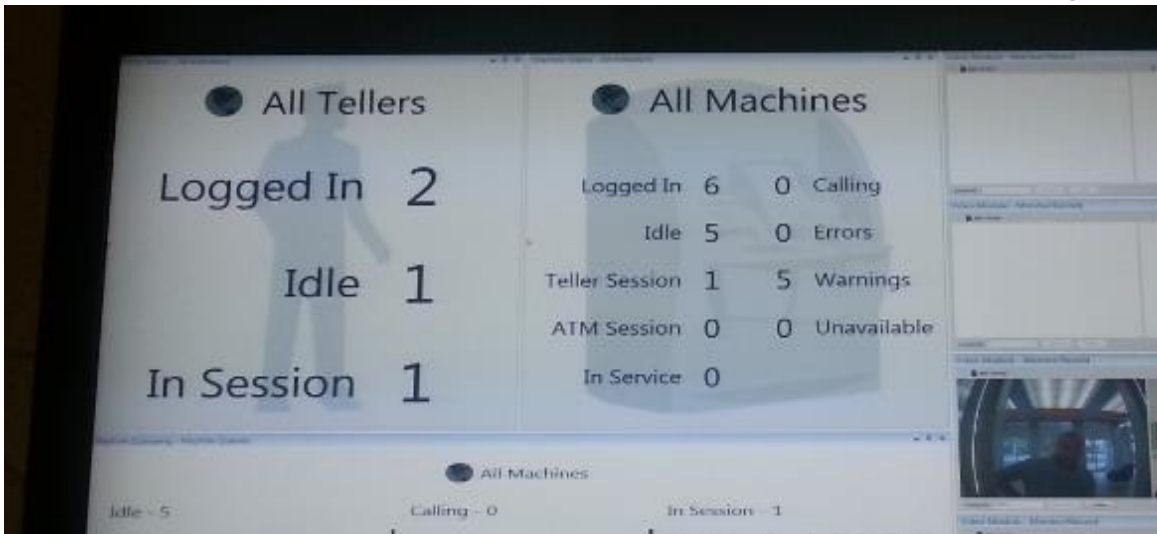 All Tellers
Logged In 2
Idle 1
In Session 1
All Machines
Logged In 6 0 Calling
Idle 5 0 Errors
Teller Session 1 5 Warnings
ATM Session 0 0 Unavailable
In Service 0
All Machines
Idle - 5 Calling - 0 In Session - 1